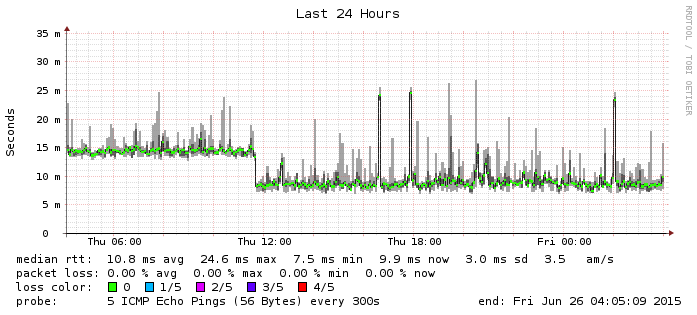 Last 24 Hours
RRDTOOL / TOBI OETIKER
Seconds
35 m
30 m
25 m
20 m
15 m
10 m
5 m
0
Thu 06:00 Thu 12:00 Thu 18:00 Fri 00:00
median rtt: 10.8 ms avg 24.6 ms max 7.5 ms min 9.9 ms now 3.0 ms sd 3.5 am/s
packet loss: 0.00 % avg 0.00 % max 0.00 % min 0.00 % now
loss color: 0 1/5 2/5 3/5 4/5
probe: 5 ICMP Echo Pings (56 Bytes) every 300s end: Fri Jun 26 04:05:09 2015